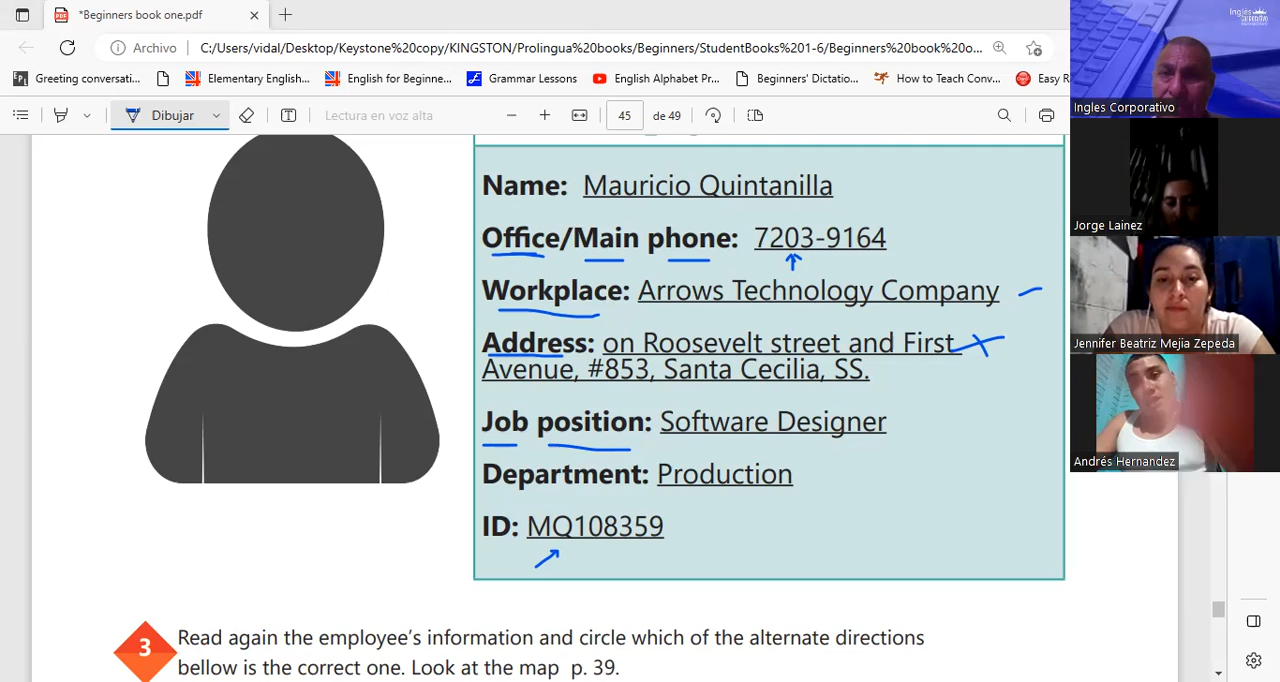 *Beginners book one.pdf
Archivo
C:/Users/vidal/Desktop/Keystone%20copy/KINGSTON/Prolingua%20books/Beginners/StudentBooks%201-6/Beginners%20book%20o...
Greeting conversati...
Elementary English...
English for Beginne...
Grammar Lessons
English Alphabet Pr...
Beginners' Dictatio...
How to Teach Conv...
Easy R
Dibujar
Lectura en voz alta
45
de 49
Name: Mauricio Quintanilla
Office/Main phone: 7203-9164
Workplace: Arrows Technology Company
Address: on Roosevelt street and First
Avenue, #853, Santa Cecilia, SS.
Job position: Software Designer
Department: Production
ID: MQ108359
3
Read again the employee's information and circle which of the alternate directions
bellow is the correct one. Look at the map p. 39.
Inglés
Ingles Corporativo
Jorge Lainez
Jennifer Beatriz Mejia Zepeda
Andrés Hernandez